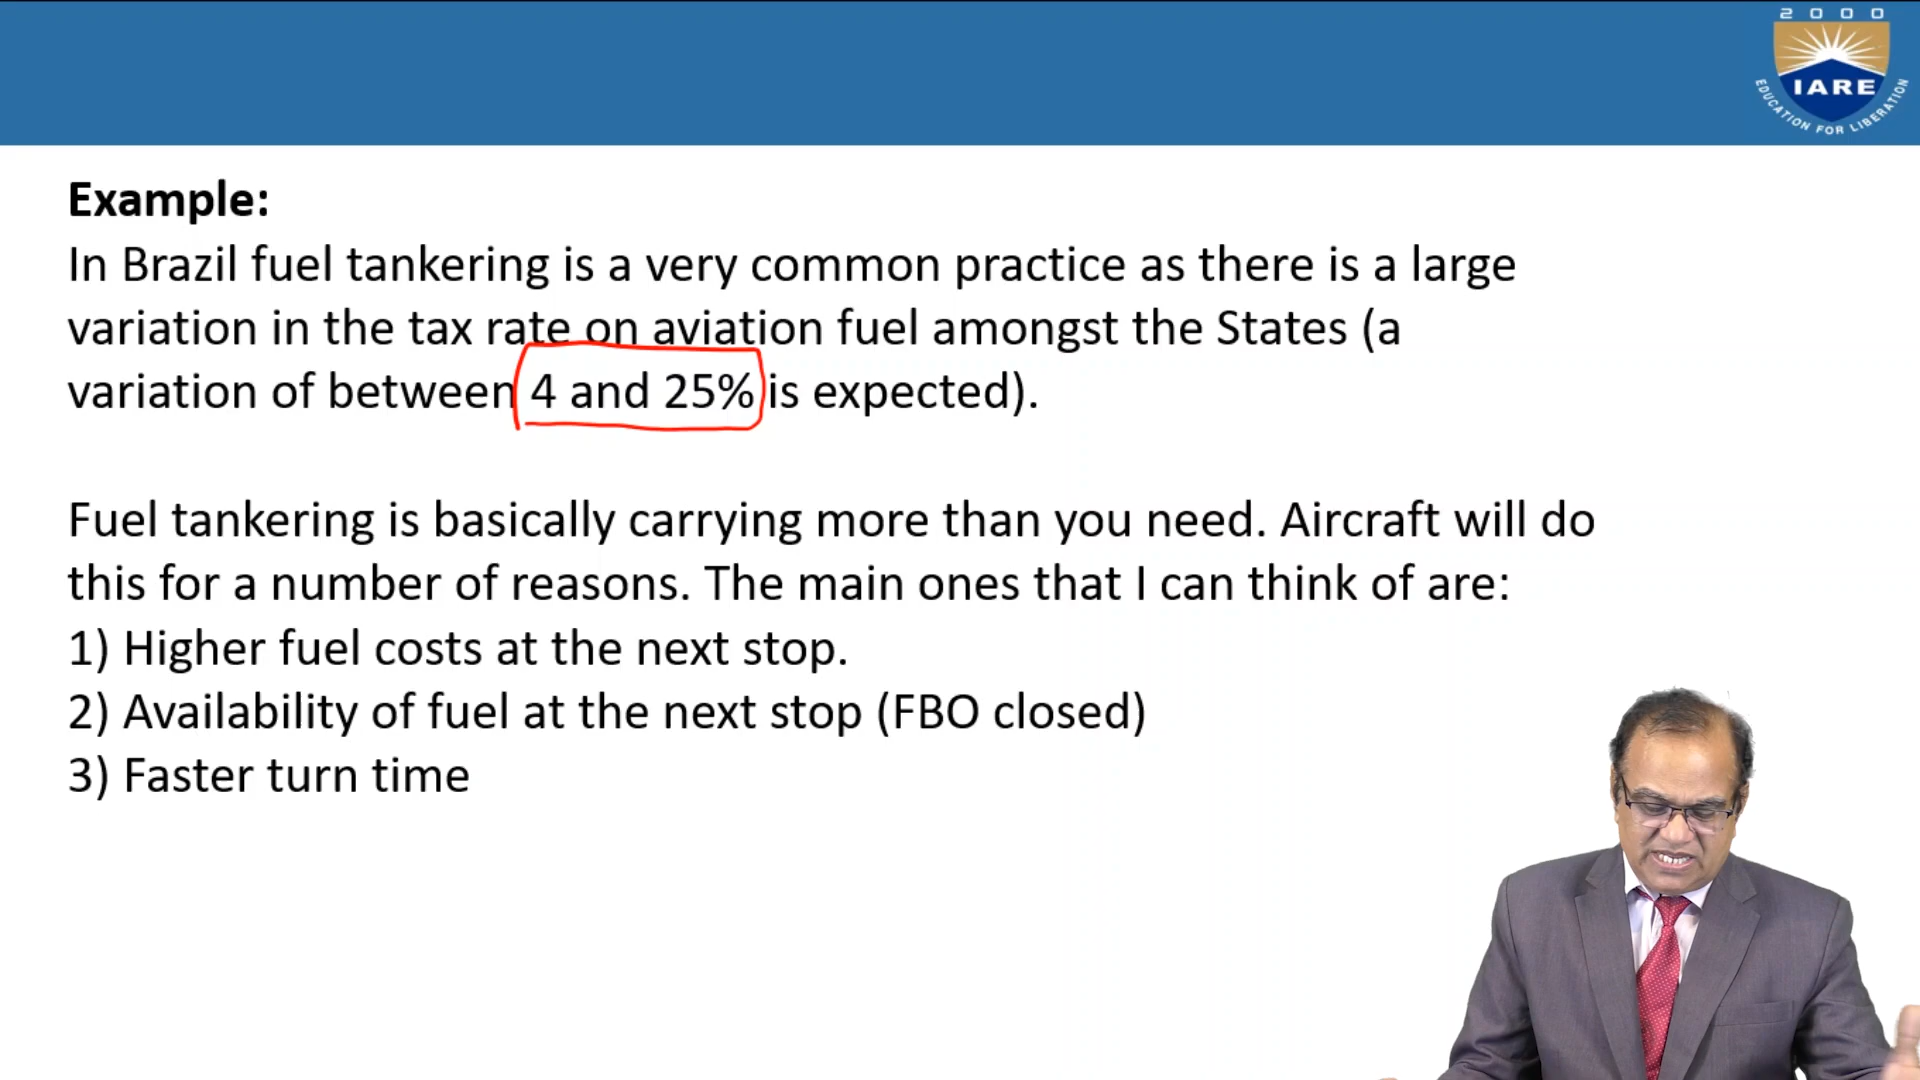 2 0 0 0
IARE
EDUCATION FOR LIBERATION
Example:
In Brazil fuel tankering is a very common practice as there is a large
variation in the tax rate on aviation fuel amongst the States (a
variation of between 4 and 25% is expected).
Fuel tankering is basically carrying more than you need. Aircraft will do
this for a number of reasons. The main ones that I can think of are:
1) Higher fuel costs at the next stop.
2) Availability of fuel at the next stop (FBO closed)
3) Faster turn time